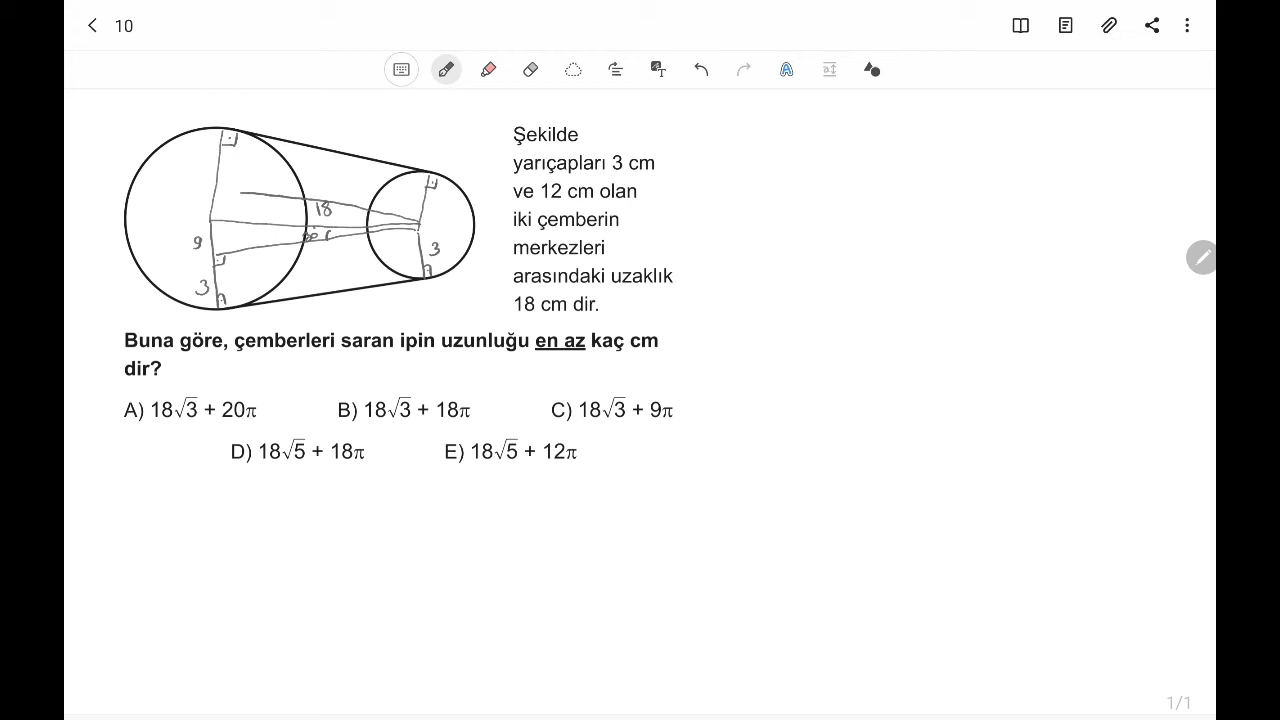 10
Şekilde
yarıçapları 3 cm
ve 12 cm olan
iki çemberin
merkezleri
arasındaki uzaklık
18 cm dir.
18
9
3
3
Buna göre, çemberleri saran ipin uzunluğu en az kaç cm
dir?
A) 18√3 + 20π B) 18√3 + 18π C) 18√3 + 9π
D) 18√5 + 18π E) 18√5 + 12π
1/1